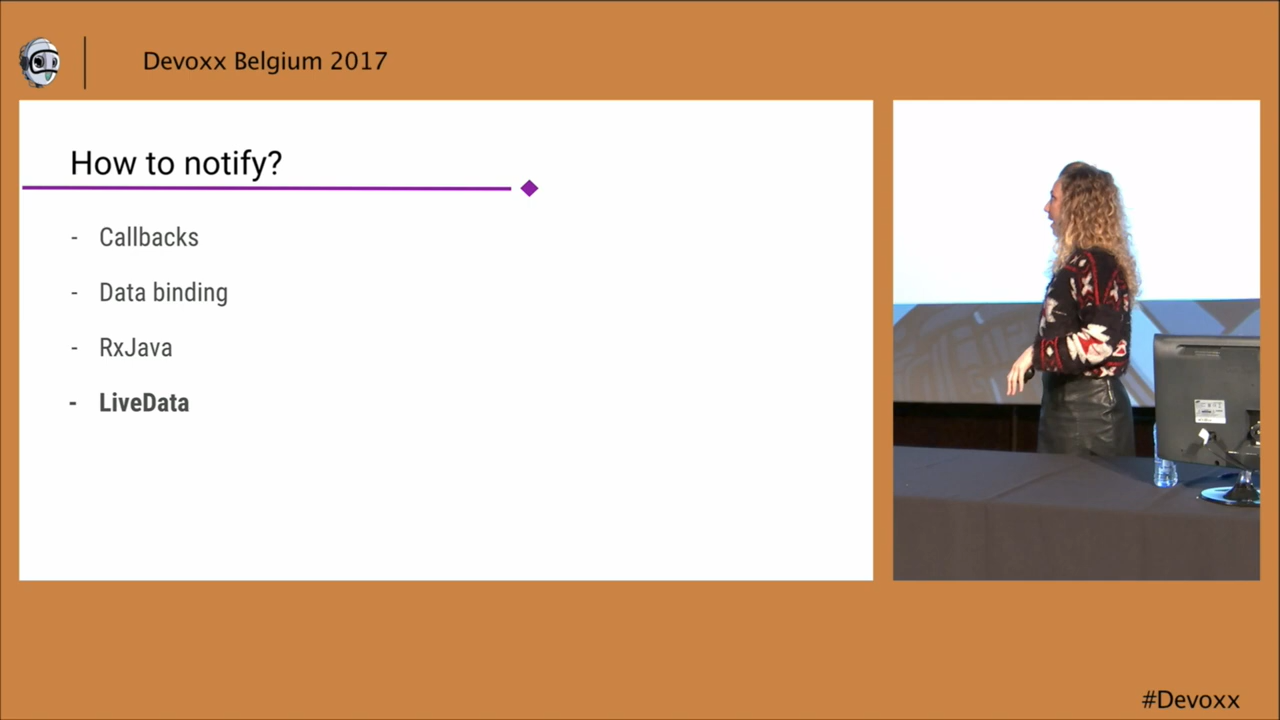 Devoxx Belgium 2017
How to notify?
- Callbacks
- Data binding
- RxJava
- LiveData
#Devoxx